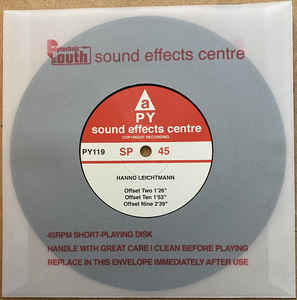 Psychick
Youth sound effects centre
a
PY
sound effects centre
COPYRIGHT RECORDING
PY119 SP 45
HANNO LEICHTMANN
Offset Two 1'26"
Offset Ten 1'53"
Offset Nine 2'39"
45RPM SHORT-PLAYING DISK
HANDLE WITH GREAT CARE / CLEAN BEFORE PLAYING
REPLACE IN THIS ENVELOPE IMMEDIATELY AFTER USE